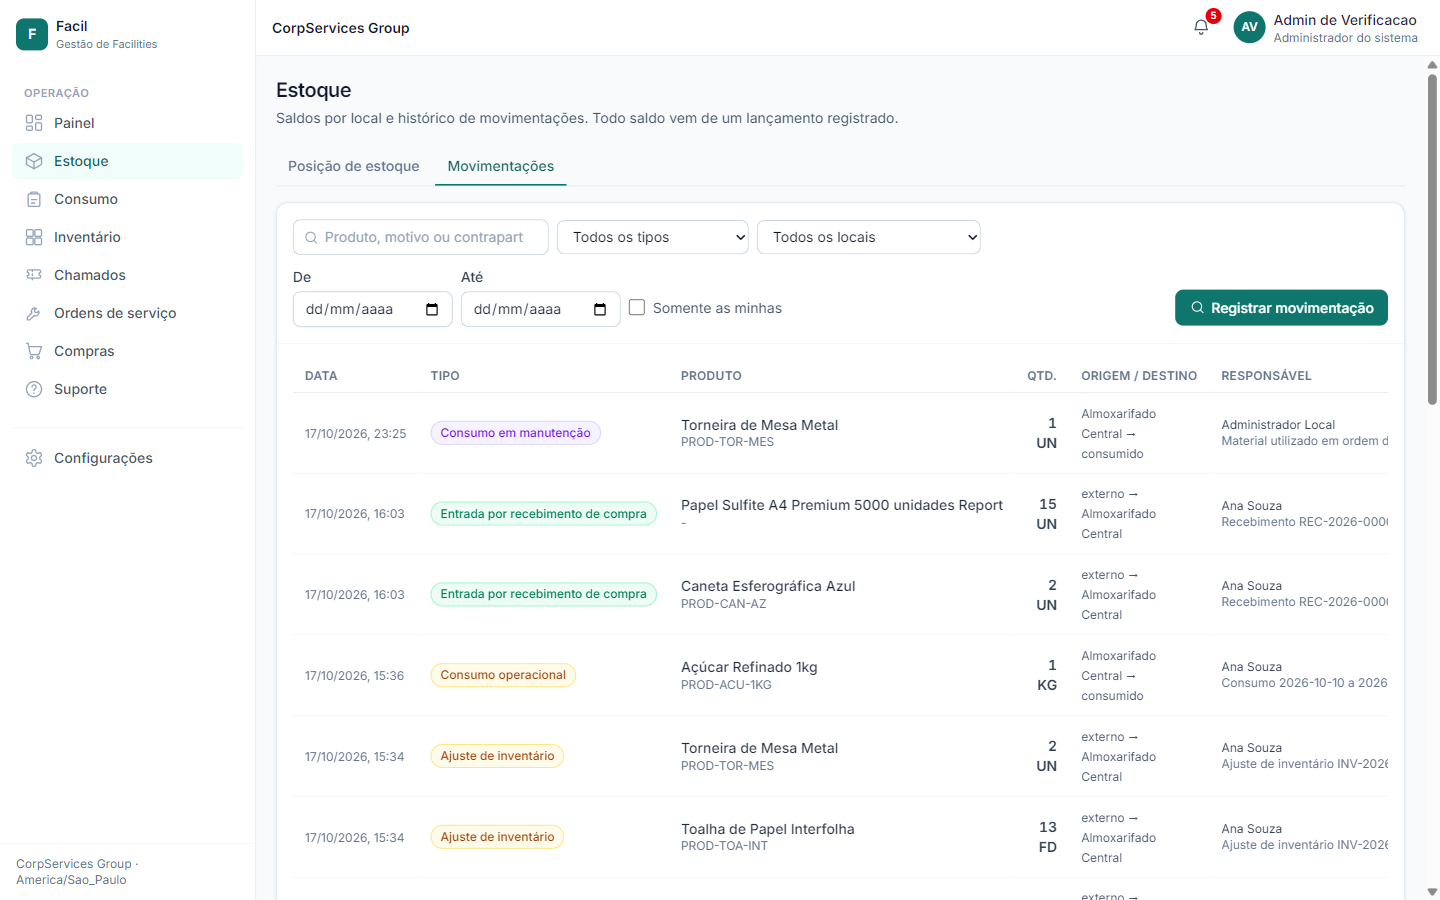 F
Facil
Gestão de Facilities
OPERAÇÃO
Painel
Estoque
Consumo
Inventário
Chamados
Ordens de serviço
Compras
Suporte
Configurações
CorpServices Group ·
America/Sao_Paulo
CorpServices Group
5
AV
Admin de Verificacao
Administrador do sistema
Estoque
Saldos por local e histórico de movimentações. Todo saldo vem de um lançamento registrado.
Posição de estoque
Movimentações
Produto, motivo ou contrapart
Todos os tipos
Todos os locais
De
Até
dd/mm/aaaa
dd/mm/aaaa
Somente as minhas
Registrar movimentação
DATA TIPO PRODUTO QTD. ORIGEM / DESTINO RESPONSÁVEL
17/10/2026, 23:25
Consumo em manutenção
Torneira de Mesa Metal
PROD-TOR-MES
1
UN
Almoxarifado
Central →
consumido
Administrador Local
Material utilizado em ordem d
17/10/2026, 16:03
Entrada por recebimento de compra
Papel Sulfite A4 Premium 5000 unidades Report
-
15
UN
externo →
Almoxarifado
Central
Ana Souza
Recebimento REC-2026-000
17/10/2026, 16:03
Entrada por recebimento de compra
Caneta Esferográfica Azul
PROD-CAN-AZ
2
UN
externo →
Almoxarifado
Central
Ana Souza
Recebimento REC-2026-000
17/10/2026, 15:36
Consumo operacional
Açúcar Refinado 1kg
PROD-ACU-1KG
1
KG
Almoxarifado
Central →
consumido
Ana Souza
Consumo 2026-10-10 a 2026
17/10/2026, 15:34
Ajuste de inventário
Torneira de Mesa Metal
PROD-TOR-MES
2
UN
externo →
Almoxarifado
Central
Ana Souza
Ajuste de inventário INV-2026
17/10/2026, 15:34
Ajuste de inventário
Toalha de Papel Interfolha
PROD-TOA-INT
13
FD
externo →
Almoxarifado
Central
Ana Souza
Ajuste de inventário INV-2026
externo →